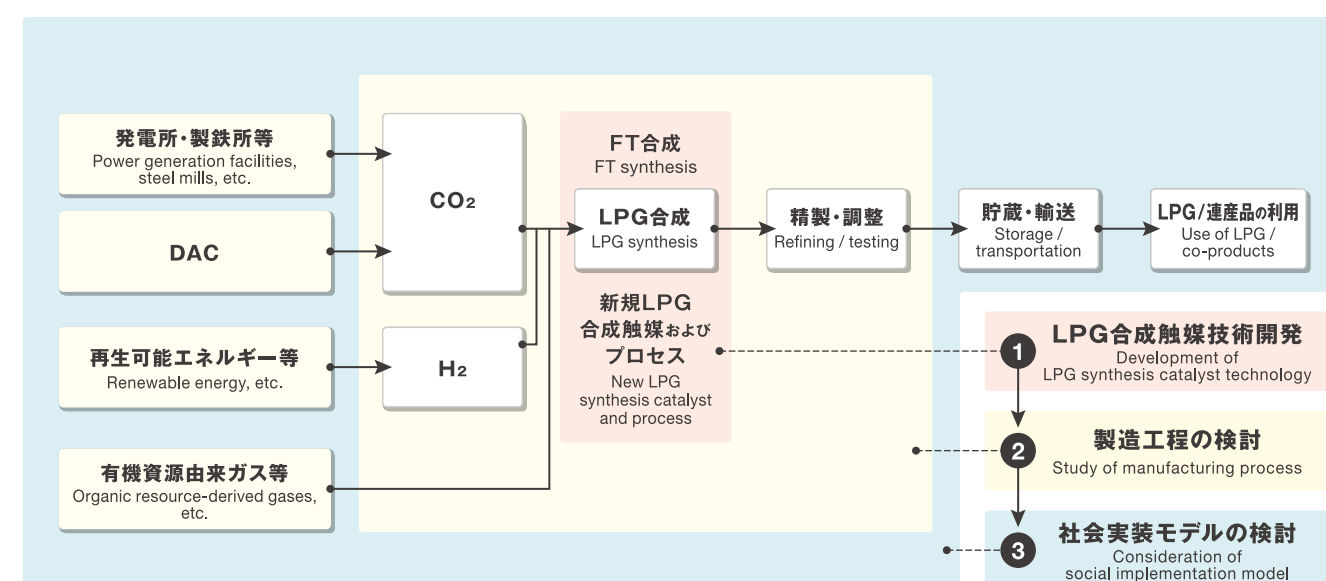 発電所・製鉄所等
Power generation facilities,
steel mills, etc.
DAC
再生可能エネルギー等
Renewable energy, etc.
有機資源由来ガス等
Organic resource-derived gases,
etc.
CO₂
H₂
FT合成
FT synthesis
LPG合成
LPG synthesis
新規LPG
合成触媒および
プロセス
New LPG
synthesis catalyst
and process
精製・調整
Refining / testing
貯蔵・輸送
Storage /
transportation
LPG/連産品の利用
Use of LPG /
co-products
1
LPG合成触媒技術開発
Development of
LPG synthesis catalyst technology
2
製造工程の検討
Study of manufacturing process
3
社会実装モデルの検討
Consideration of
social implementation model